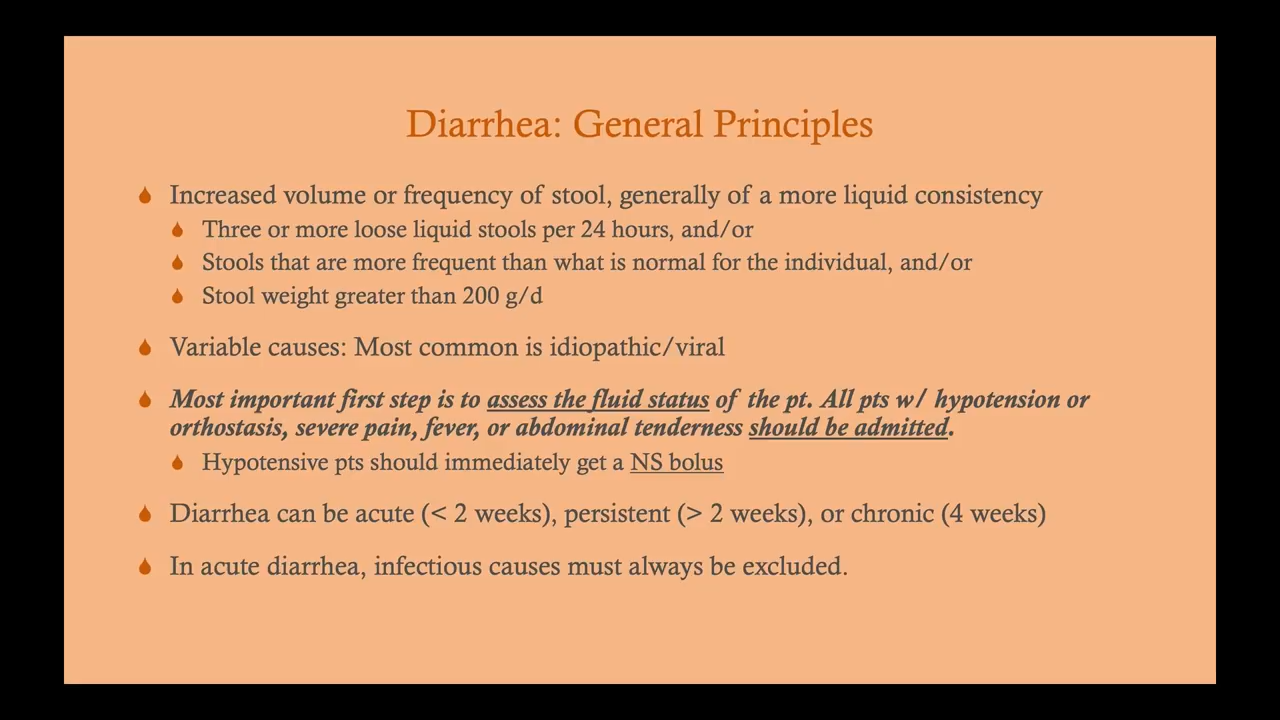 Diarrhea: General Principles
Increased volume or frequency of stool, generally of a more liquid consistency
Three or more loose liquid stools per 24 hours, and/or
Stools that are more frequent than what is normal for the individual, and/or
Stool weight greater than 200 g/d
Variable causes: Most common is idiopathic/viral
Most important first step is to assess the fluid status of the pt. All pts w/ hypotension or
orthostasis, severe pain, fever, or abdominal tenderness should be admitted.
Hypotensive pts should immediately get a NS bolus
Diarrhea can be acute (< 2 weeks), persistent (> 2 weeks), or chronic (4 weeks)
In acute diarrhea, infectious causes must always be excluded.